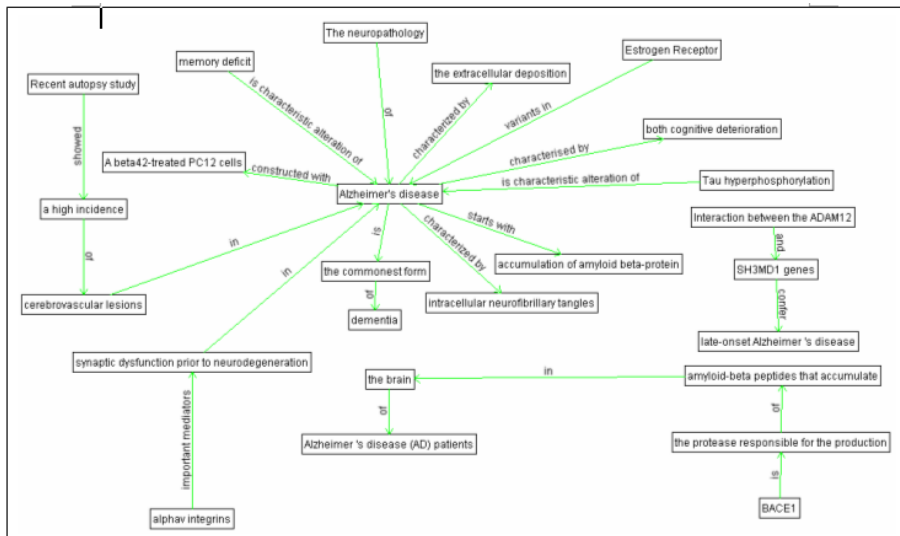 The neuropathology
Estrogen Receptor
memory deficit
the extracellular deposition
Recent autopsy study
is characteristic alteration of
of
characterized by
variants in
both cognitive deterioration
showed
A beta42-treated PC12 cells
constructed with
characterised by
is characteristic alteration of
Tau hyperphosphorylation
Alzheimer's disease
a high incidence
starts with
Interaction between the ADAM12
in
is
characterized by
and
of
in
the commonest form
accumulation of amyloid beta-protein
SH3MD1 genes
cerebrovascular lesions
of
intracellular neurofibrillary tangles
confer
dementia
late-onset Alzheimer 's disease
synaptic dysfunction prior to neurodegeneration
the brain
in
amyloid-beta peptides that accumulate
important mediators
of
of
Alzheimer 's disease (AD) patients
the protease responsible for the production
is
alphav integrins
BACE1